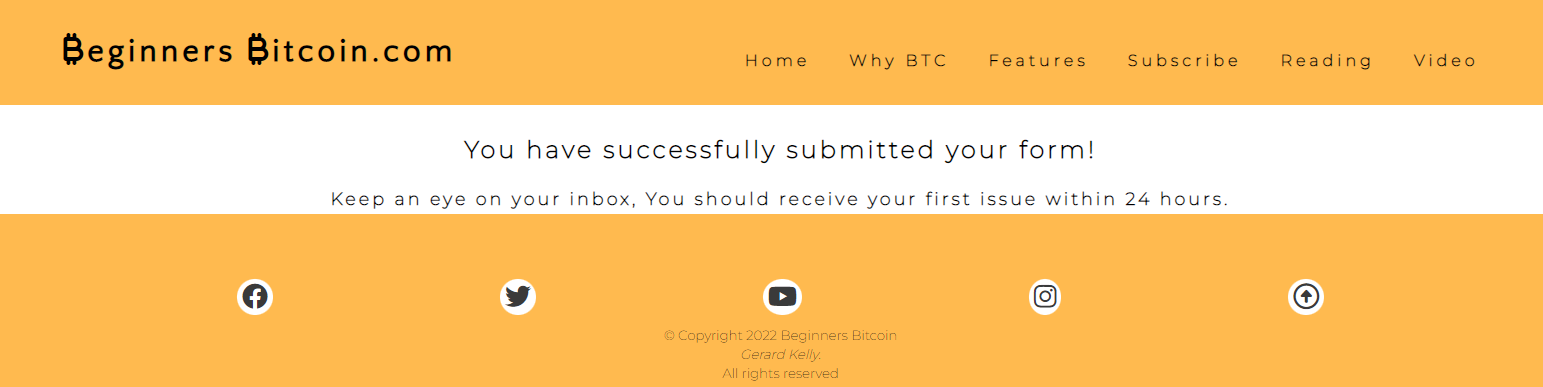 ₿eginners ₿itcoin.com
Home Why BTC Features Subscribe Reading Video
You have successfully submitted your form!
Keep an eye on your inbox, You should receive your first issue within 24 hours.
© Copyright 2022 Beginners Bitcoin
Gerard Kelly.
All rights reserved